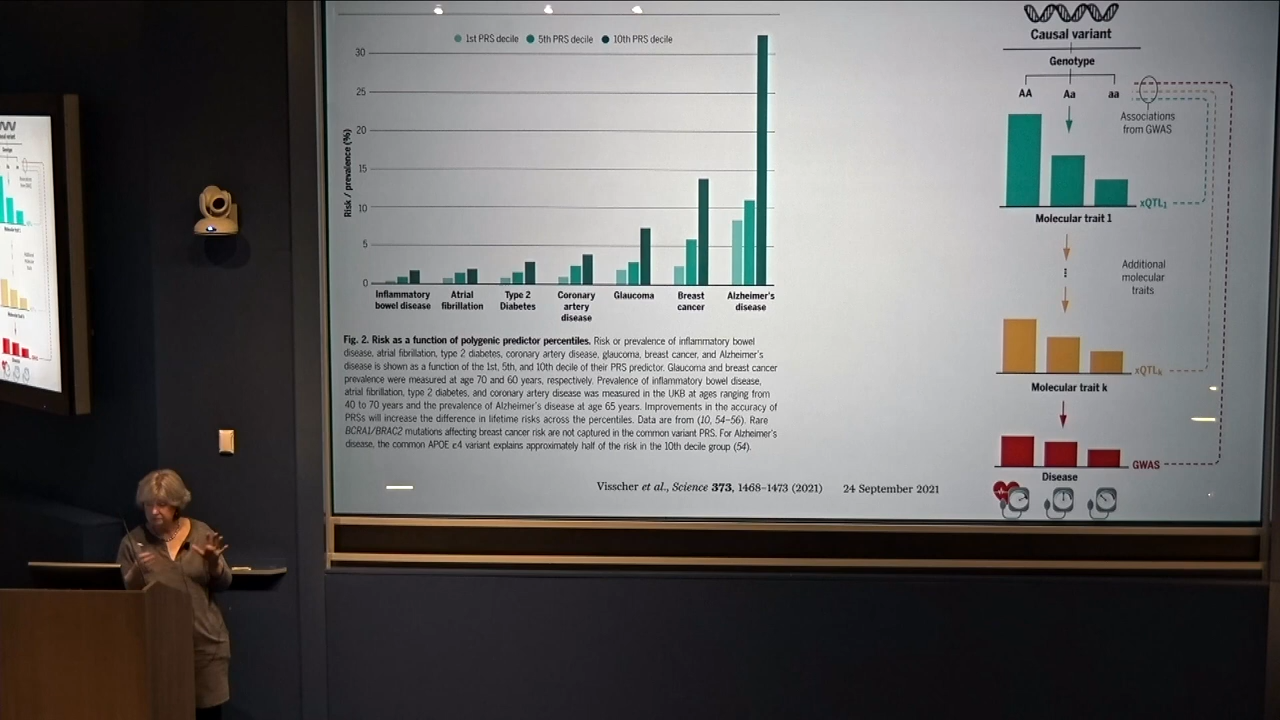 1st PRS decile 5th PRS decile 10th PRS decile
30
25
20
15
10
5
0
Risk / prevalence (%)
Inflammatory bowel disease
Atrial fibrillation
Type 2 Diabetes
Coronary artery disease
Glaucoma
Breast cancer
Alzheimer's disease
Fig. 2. Risk as a function of polygenic predictor percentiles. Risk or prevalence of inflammatory bowel
disease, atrial fibrillation, type 2 diabetes, coronary artery disease, glaucoma, breast cancer, and Alzheimer's
disease is shown as a function of the 1st, 5th, and 10th decile of their PRS predictor. Glaucoma and breast cancer
prevalence were measured at age 70 and 60 years, respectively. Prevalence of inflammatory bowel disease,
atrial fibrillation, type 2 diabetes, and coronary artery disease was measured in the UKB at ages ranging from
40 to 70 years and the prevalence of Alzheimer's disease at age 65 years. Improvements in the accuracy of
PRSs will increase the difference in lifetime risks across the percentiles. Data are from (10, 54–56). Rare
BCRA1/BRAC2 mutations affecting breast cancer risk are not captured in the common variant PRS. For Alzheimer's
disease, the common APOE ε4 variant explains approximately half of the risk in the 10th decile group (54).
Visscher et al., Science 373, 1468–1473 (2021) 24 September 2021
Causal variant
Genotype
AA Aa aa
Associations
from GWAS
xQTL1
Molecular trait 1
Additional
molecular
traits
xQTLk
Molecular trait k
GWAS
Disease